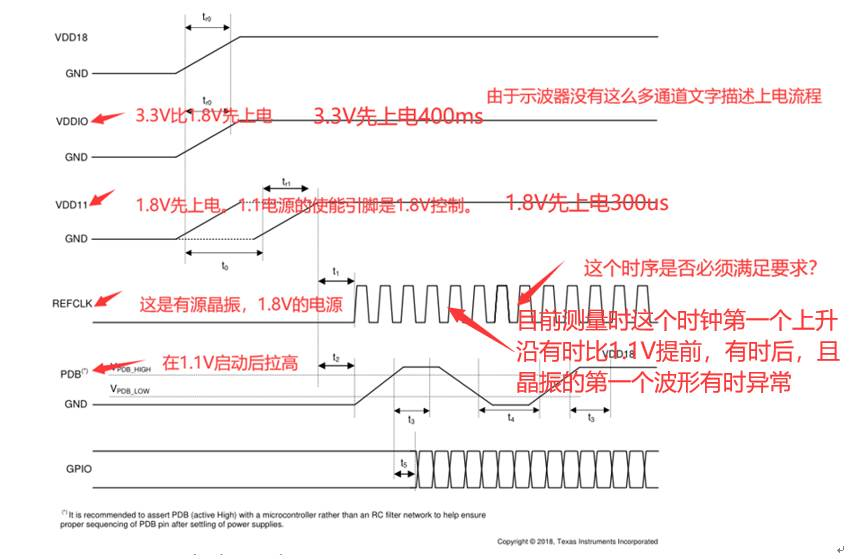 tr0
VDD18
GND
tr0
由于示波器没有这么多通道文字描述上电流程
VDDIO
3.3V比1.8V先上电
3.3V先上电400ms
GND
tr1
VDD11
1.8V先上电。1.1电源的使能引脚是1.8V控制。
1.8V先上电300us
GND
t0
t1
这个时序是否必须满足要求？
REFCLK
这是有源晶振，1.8V的电源
目前测量时这个时钟第一个上升
沿有时比1.1V提前，有时后，且
晶振的第一个波形有时异常
t2
VDD18
在1.1V启动后拉高
PDB(*)
VPDB_HIGH
VPDB_LOW
GND
t3
t4
t3
t5
GPIO
(*)It is recommended to assert PDB (active High) with a microcontroller rather than an RC filter network to help ensure
proper sequencing of PDB pin after settling of power supplies.
Copyright © 2018, Texas Instruments Incorporated